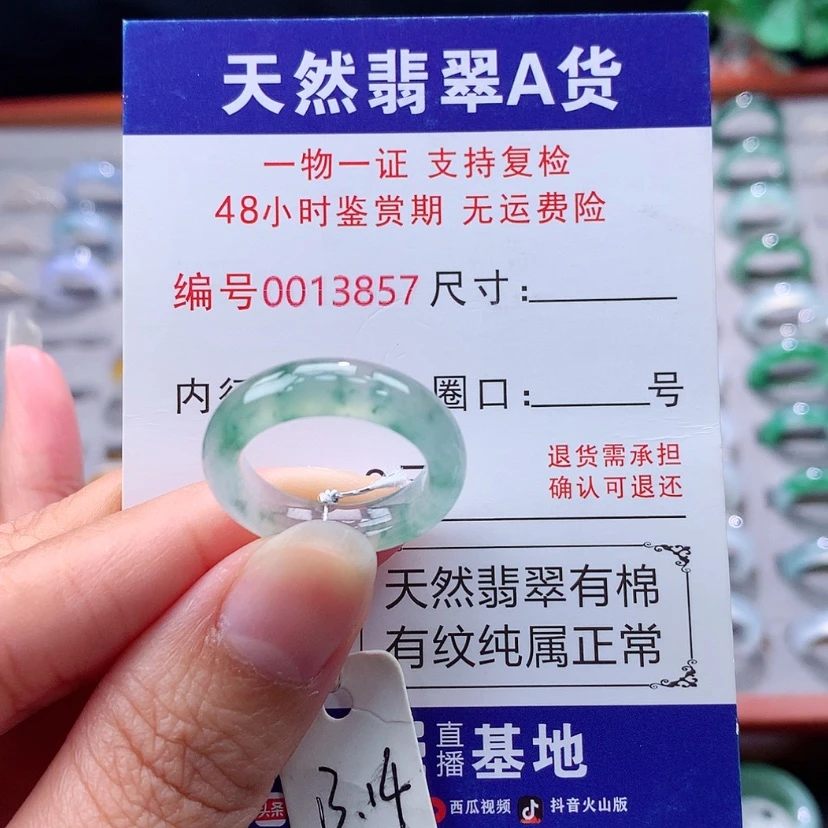 天然翡翠A货
一物一证 支持复检
48小时鉴赏期 无运费险
编号0013857 尺寸:
内 圈口: 号
退货需承担
确认可退还
天然翡翠有棉
有纹纯属正常
直播基地
头条 西瓜视频 抖音火山版
13.14